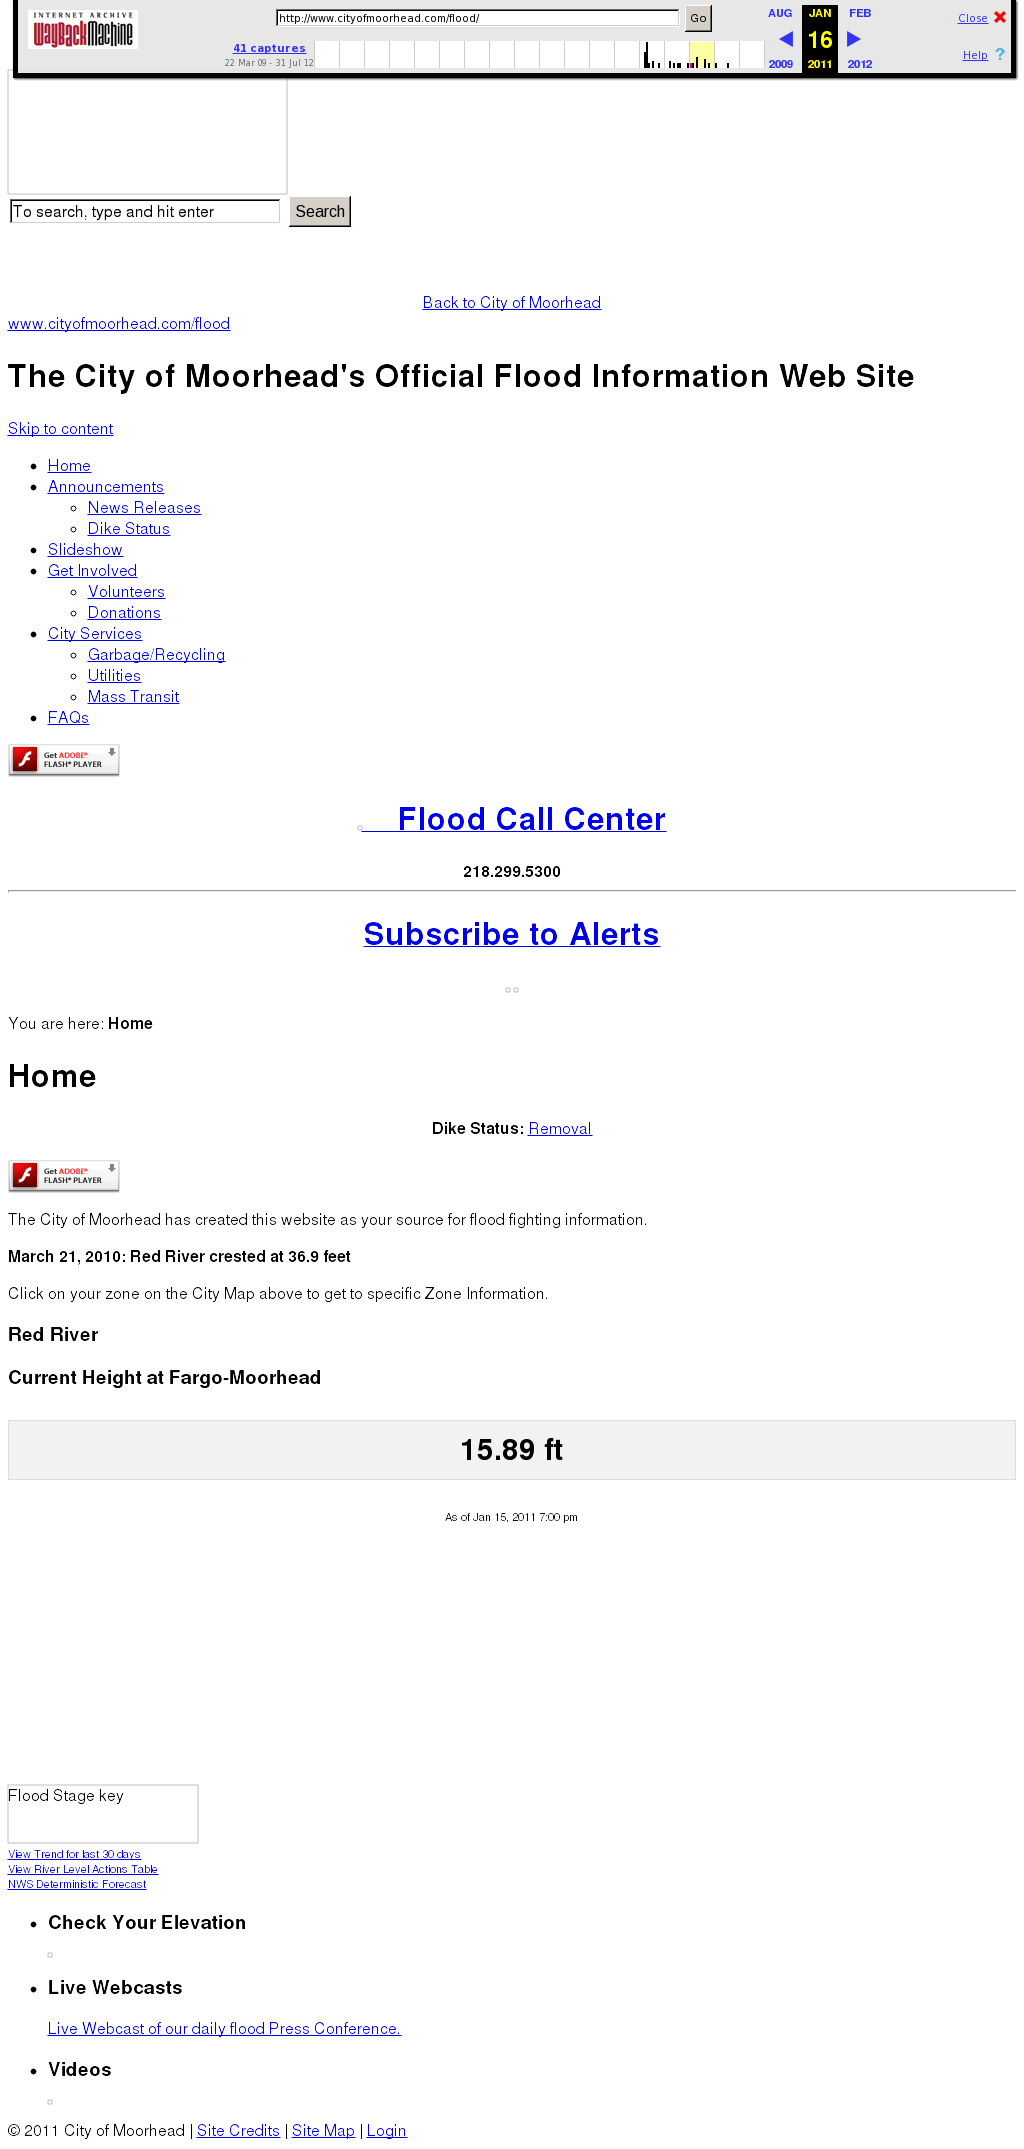 INTERNET ARCHIVE
WaybackMachine
http://www.cityofmoorhead.com/flood/
Go
41 captures
22 Mar 09 - 31 Jul 12
AUG JAN FEB
16
2009 2011 2012
Close
Help ?
To search, type and hit enter
Search
Back to City of Moorhead
www.cityofmoorhead.com/flood
The City of Moorhead's Official Flood Information Web Site
Skip to content
Home
Announcements
News Releases
Dike Status
Slideshow
Get Involved
Volunteers
Donations
City Services
Garbage/Recycling
Utilities
Mass Transit
FAQs
Get ADOBE®
FLASH® PLAYER
Flood Call Center
218.299.5300
Subscribe to Alerts
You are here: Home
Home
Dike Status: Removal
Get ADOBE®
FLASH® PLAYER
The City of Moorhead has created this website as your source for flood fighting information.
March 21, 2010: Red River crested at 36.9 feet
Click on your zone on the City Map above to get to specific Zone Information.
Red River
Current Height at Fargo-Moorhead
15.89 ft
As of Jan 15, 2011 7:00 pm
Flood Stage key
View Trend for last 30 days
View River Level Actions Table
NWS Deterministic Forecast
Check Your Elevation
Live Webcasts
Live Webcast of our daily flood Press Conference.
Videos
© 2011 City of Moorhead | Site Credits | Site Map | Login